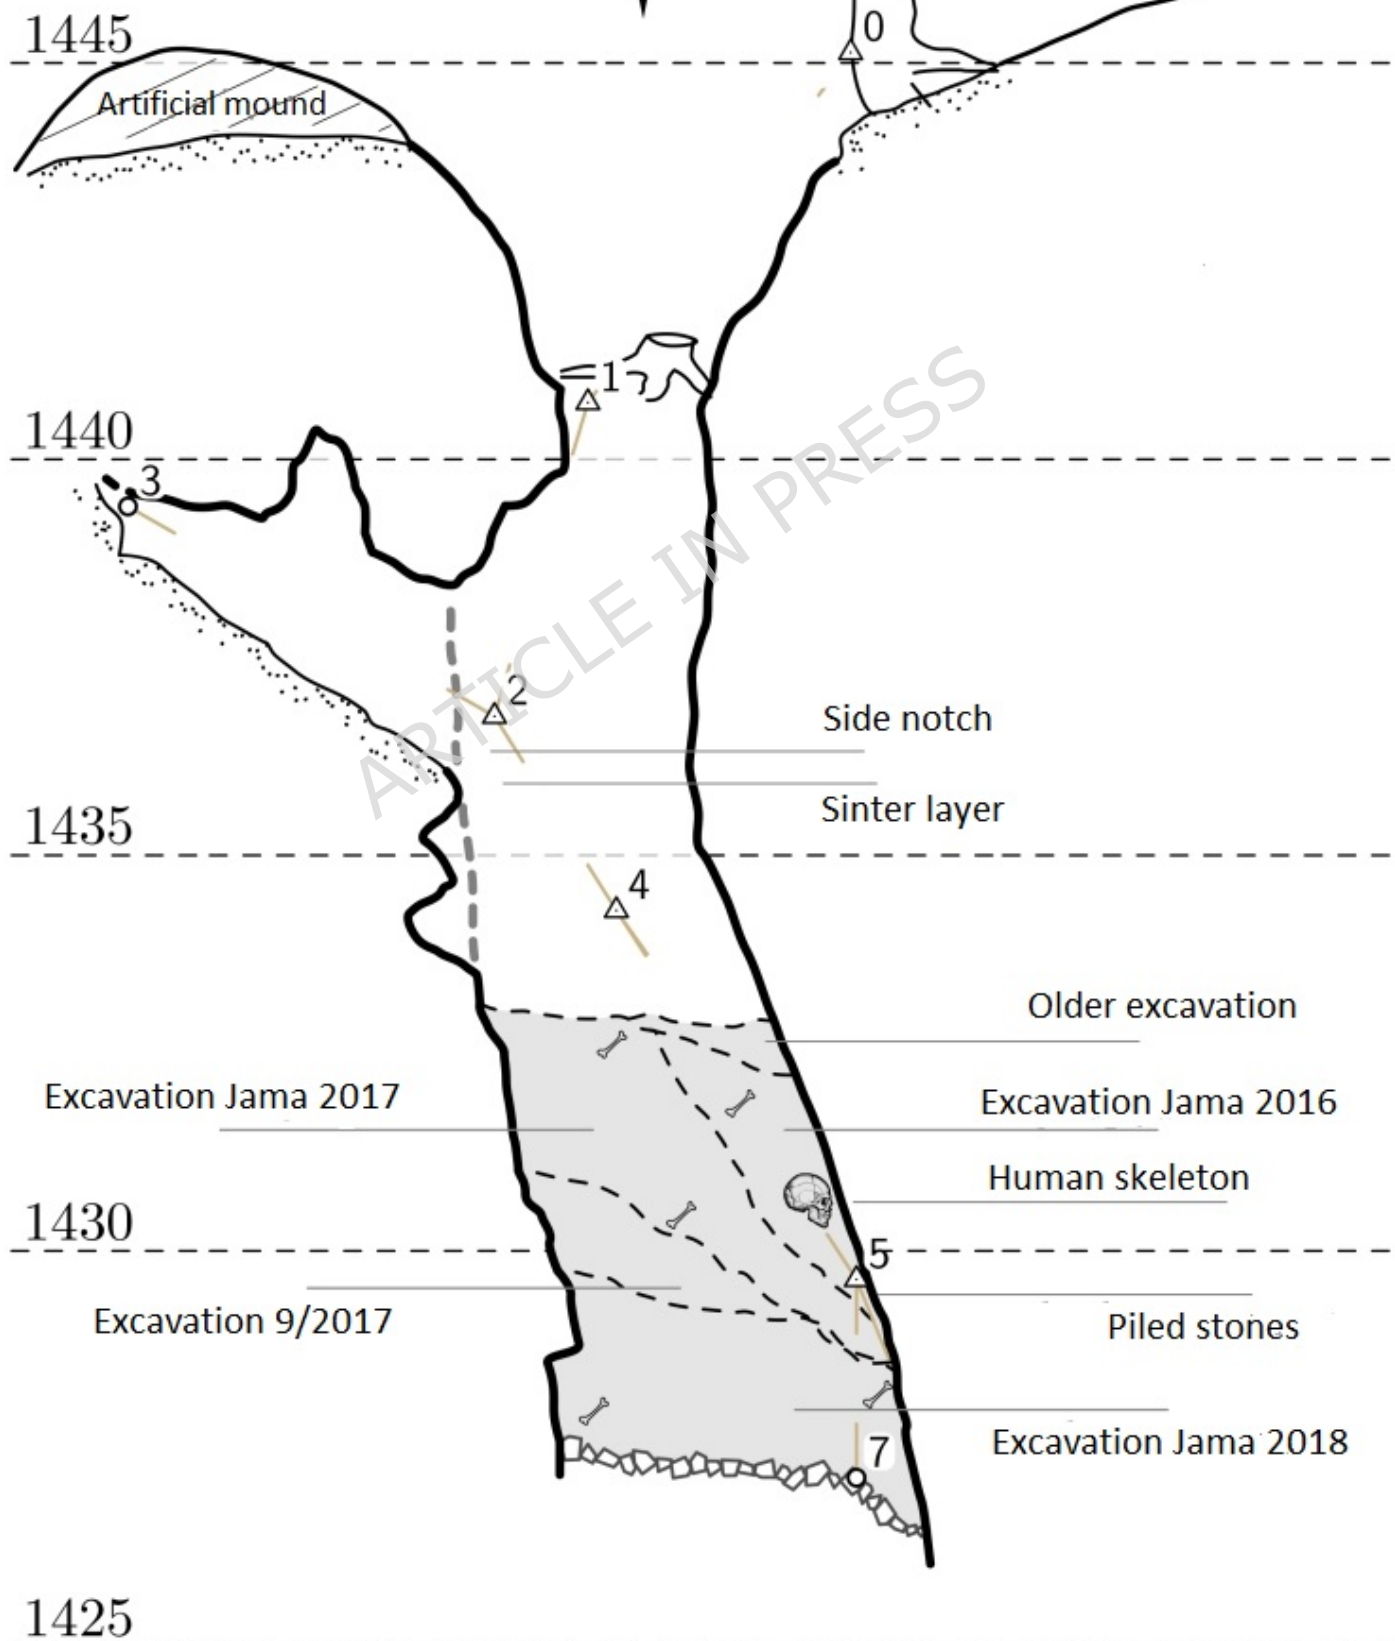 1445
0
Artificial mound
1
1440
3
2
Side notch
Sinter layer
1435
4
Older excavation
Excavation Jama 2017
Excavation Jama 2016
Human skeleton
1430
5
Excavation 9/2017
Piled stones
Excavation Jama 2018
7
1425
ARTICLE IN PRESS